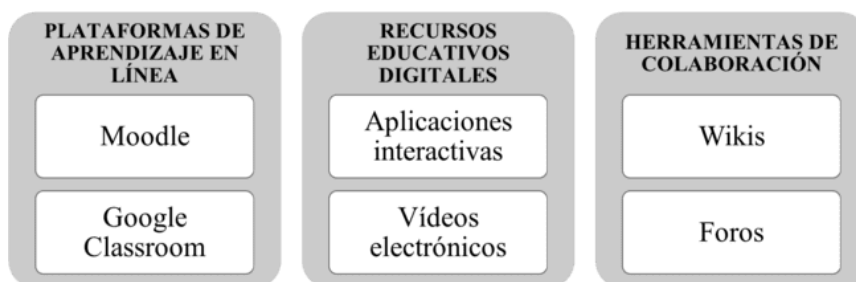 PLATAFORMAS DE
APRENDIZAJE EN
LÍNEA
Moodle
Google
Classroom
RECURSOS
EDUCATIVOS
DIGITALES
Aplicaciones
interactivas
Vídeos
electrónicos
HERRAMIENTAS DE
COLABORACIÓN
Wikis
Foros